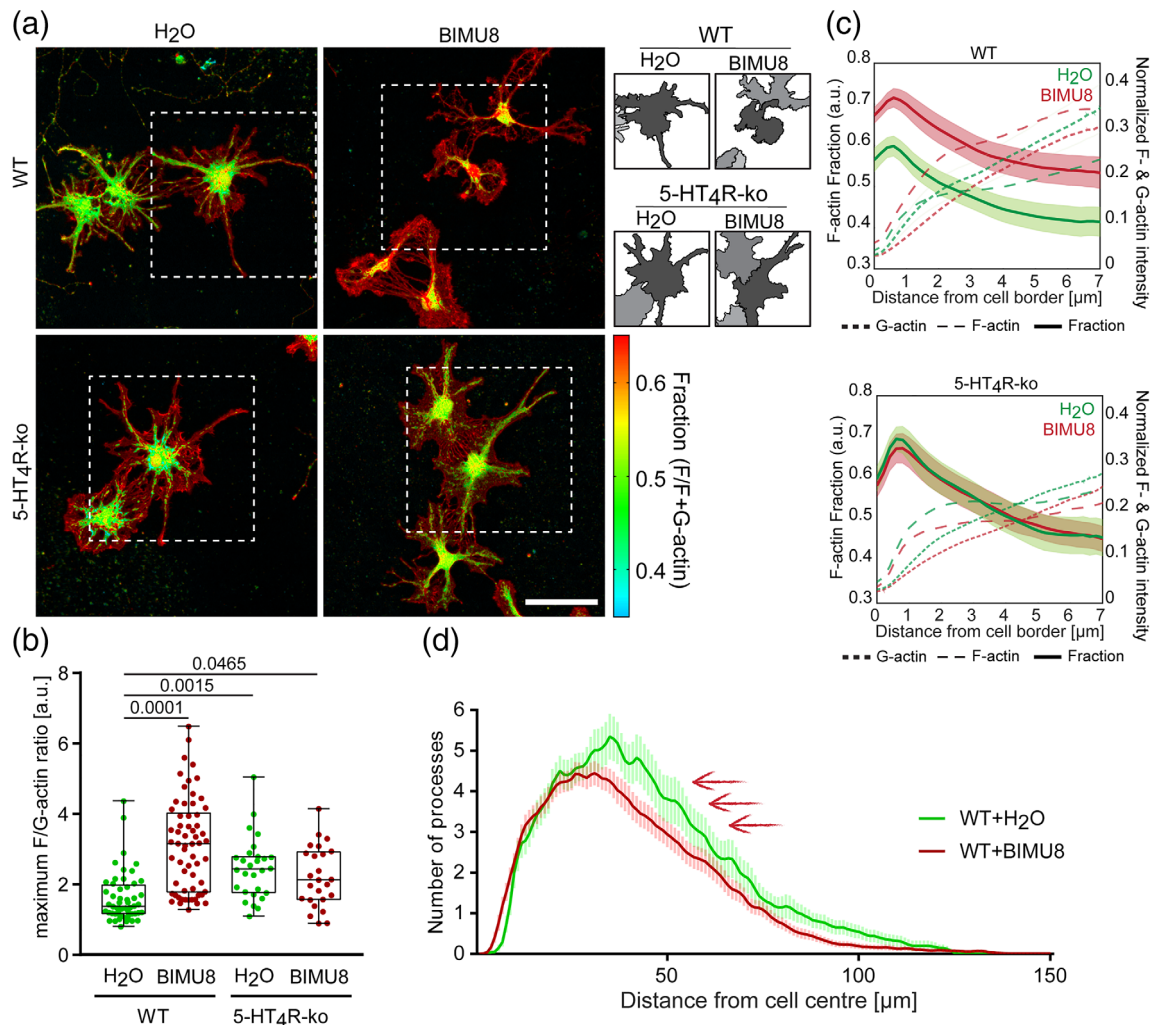 (a)
H2O
BIMU8
WT
5-HT4R-ko
WT
H2O
BIMU8
5-HT4R-ko
H2O
BIMU8
0.6
0.5
0.4
Fraction (F/F+G-actin)
(c)
WT
H2O
BIMU8
F-actin Fraction (a.u.)
0.8
0.7
0.6
0.5
0.4
0.3
Normalized F- & G-actin intensity
0.4
0.3
0.2
0.1
0
0 1 2 3 4 5 6 7
Distance from cell border [µm]
G-actin F-actin Fraction
5-HT4R-ko
H2O
BIMU8
F-actin Fraction (a.u.)
0.8
0.7
0.6
0.5
0.4
0.3
Normalized F- & G-actin intensity
0.4
0.3
0.2
0.1
0
0 1 2 3 4 5 6 7
Distance from cell border [µm]
G-actin F-actin Fraction
(b)
0.0465
0.0015
0.0001
maximum F/G-actin ratio [a.u.]
8
6
4
2
0
H2O BIMU8 H2O BIMU8
WT 5-HT4R-ko
(d)
Number of processes
6
5
4
3
2
1
0
50 100 150
Distance from cell centre [µm]
WT+H2O
WT+BIMU8